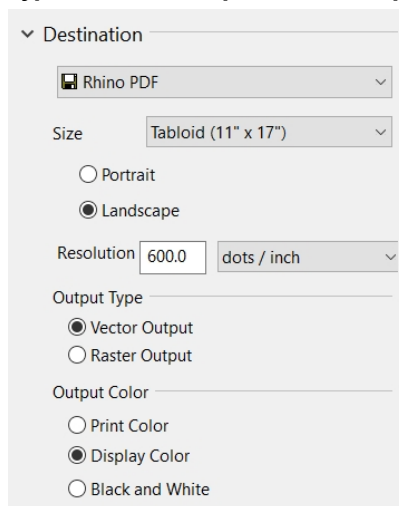 Destination
Rhino PDF
Size Tabloid (11" x 17")
Portrait
Landscape
Resolution 600.0 dots / inch
Output Type
Vector Output
Raster Output
Output Color
Print Color
Display Color
Black and White